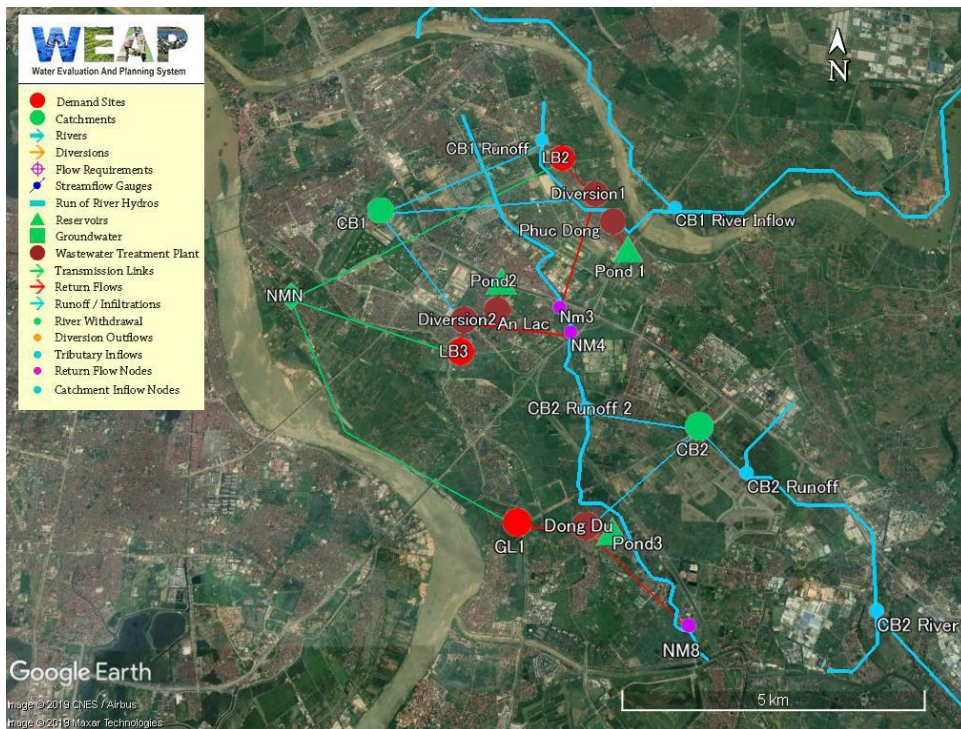 WEAP
Water Evaluation And Planning System
Demand Sites
Catchments
Rivers
Diversions
Flow Requirements
Streamflow Gauges
Run of River Hydros
Reservoirs
Groundwater
Wastewater Treatment Plant
Transmission Links
Return Flows
Runoff / Infiltrations
River Withdrawal
Diversion Outflows
Tributary Inflows
Return Flow Nodes
Catchment Inflow Nodes
N
CB1 Runoff
LB2
Diversion1
CB1
Phuc Dong
CB1 River Inflow
Pond 1
Pond2
NMN
Nm3
Diversion2
An Lac
NM4
LB3
CB2 Runoff 2
CB2
CB2 Runoff
Dong Du
Pond3
GL1
CB2 River
NM8
Google Earth
5 km
Image © 2019 CNES / Airbus
Image © 2019 Maxar Technologies